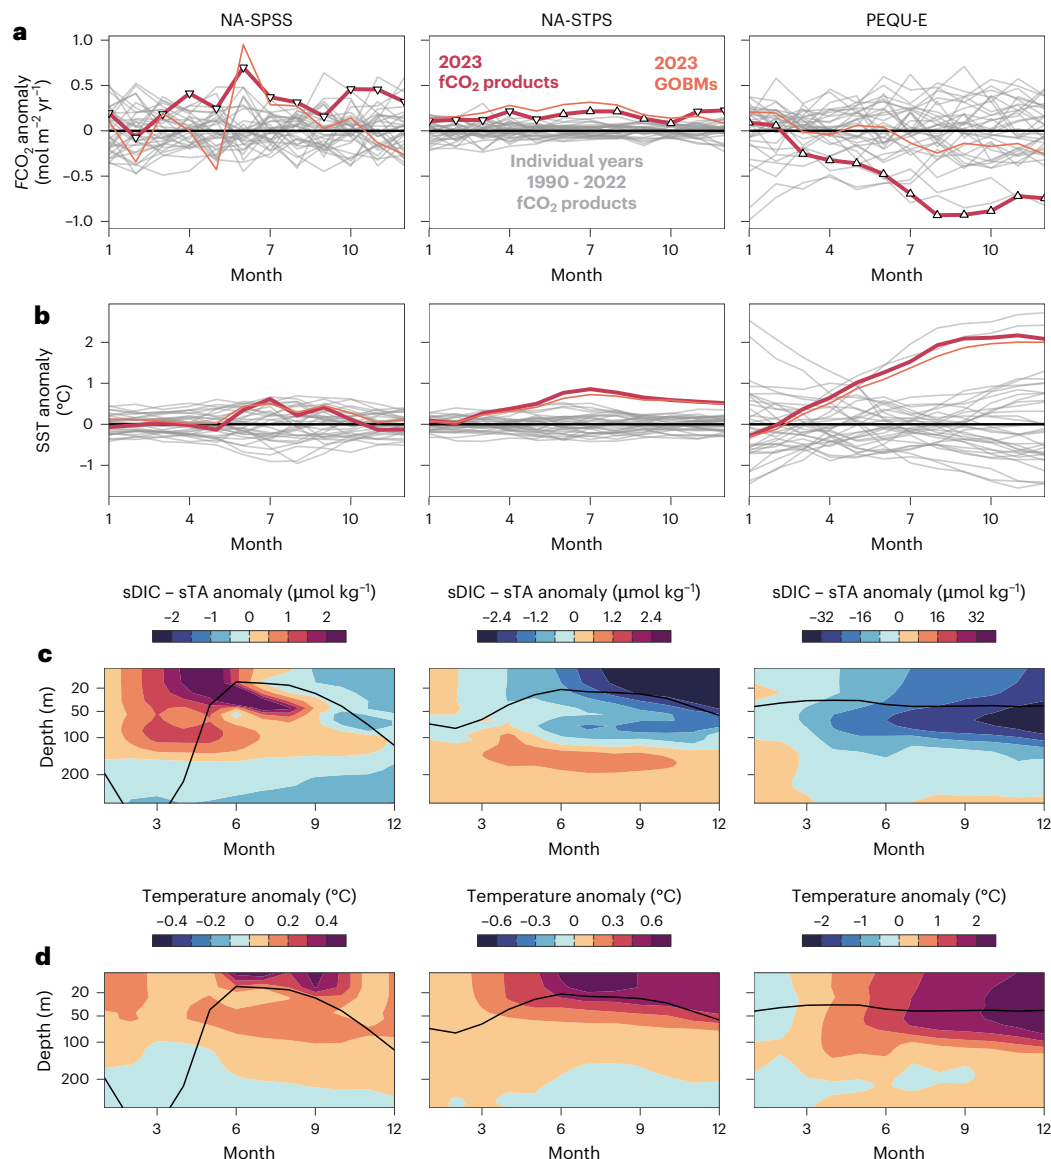 NA-SPSS NA-STPS PEQU-E
a
FCO₂ anomaly
(mol m⁻² yr⁻¹)
1.0
0.5
0
−0.5
−1.0
2023
fCO₂ products
2023
GOBMs
Individual years
1990 - 2022
fCO₂ products
1 4 7 10 1 4 7 10 1 4 7 10
Month Month Month
b
SST anomaly
(°C)
2
1
0
−1
1 4 7 10 1 4 7 10 1 4 7 10
Month Month Month
sDIC – sTA anomaly (µmol kg⁻¹) sDIC – sTA anomaly (µmol kg⁻¹) sDIC – sTA anomaly (µmol kg⁻¹)
−2 −1 0 1 2 −2.4 −1.2 0 1.2 2.4 −32 −16 0 16 32
c
Depth (m)
20
50
100
200
3 6 9 12 3 6 9 12 3 6 9 12
Month Month Month
Temperature anomaly (°C) Temperature anomaly (°C) Temperature anomaly (°C)
−0.4 −0.2 0 0.2 0.4 −0.6 −0.3 0 0.3 0.6 −2 −1 0 1 2
d
Depth (m)
20
50
100
200
3 6 9 12 3 6 9 12 3 6 9 12
Month Month Month